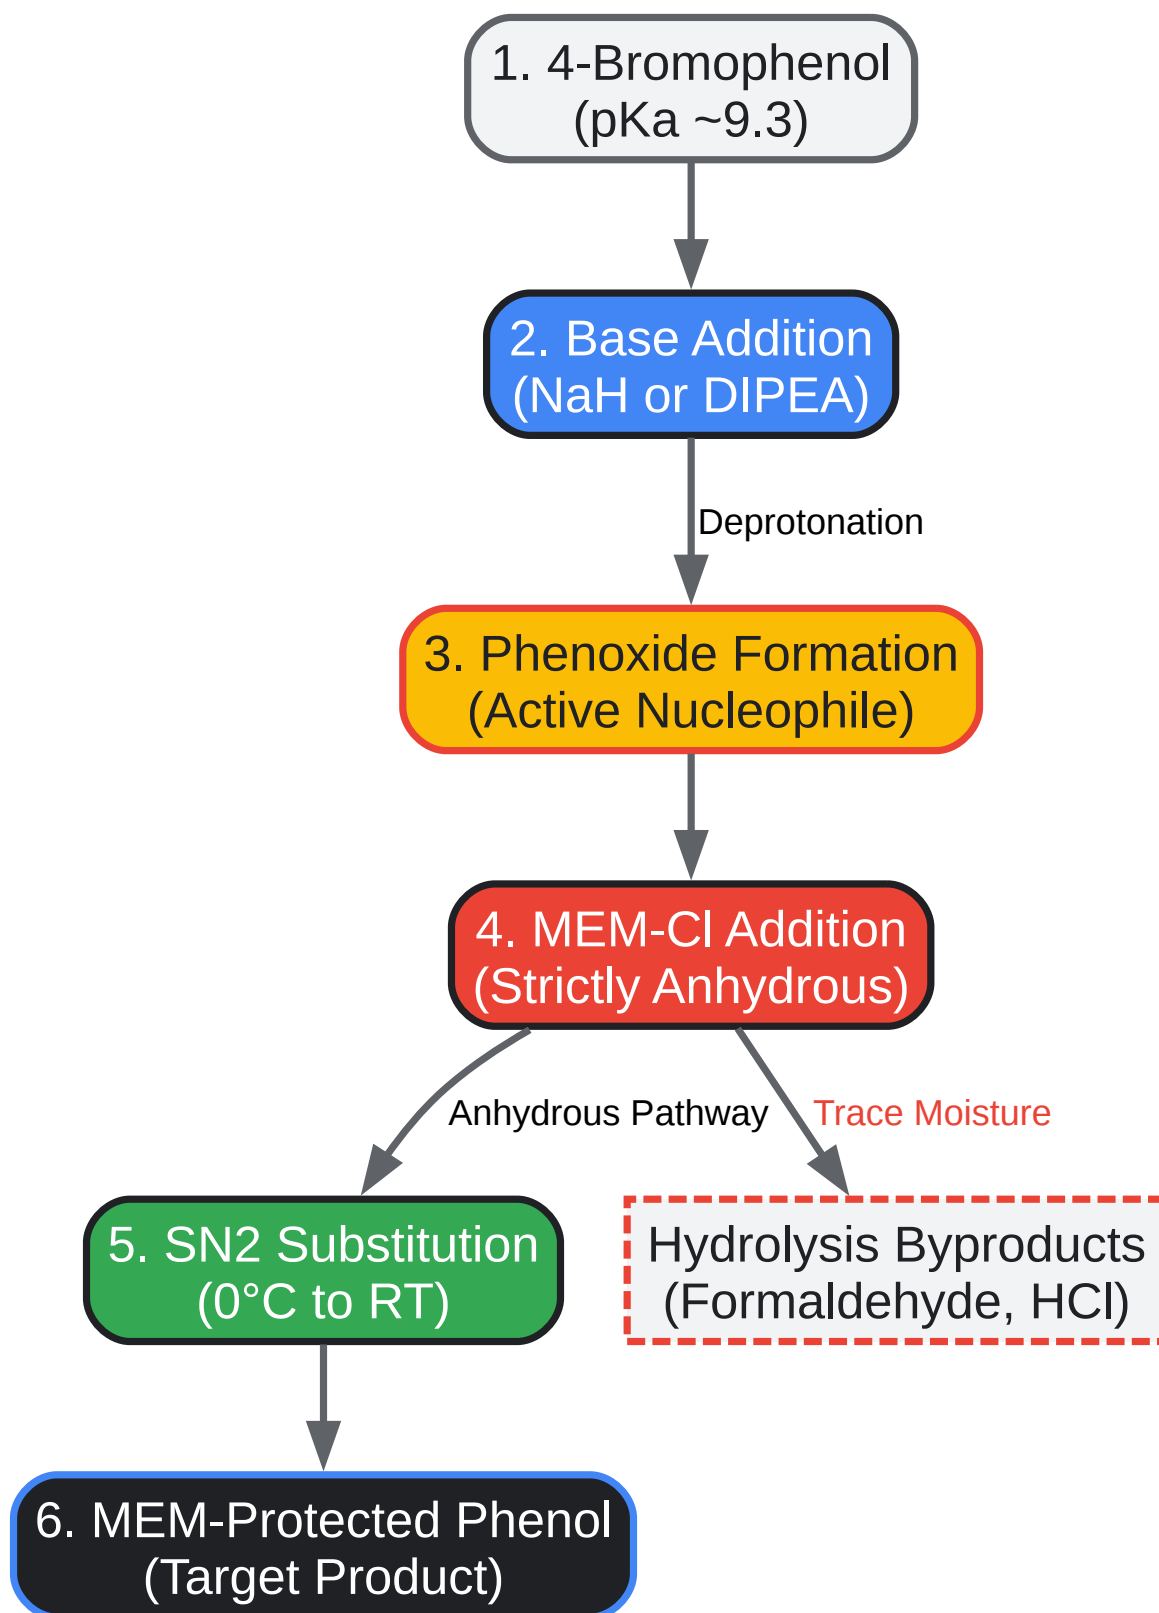 1. 4-Bromophenol
(pKa ~9.3)
2. Base Addition
(NaH or DIPEA)
Deprotonation
3. Phenoxide Formation
(Active Nucleophile)
4. MEM-Cl Addition
(Strictly Anhydrous)
Anhydrous Pathway
Trace Moisture
5. SN2 Substitution
(0°C to RT)
Hydrolysis Byproducts
(Formaldehyde, HCl)
6. MEM-Protected Phenol
(Target Product)